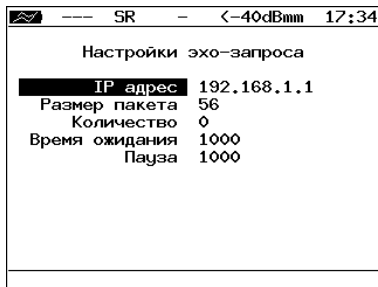 --- SR - <-40dBmm 17:34
Настройки эхо-запроса
IP адрес 192.168.1.1
Размер пакета 56
Количество 0
Время ожидания 1000
Пауза 1000